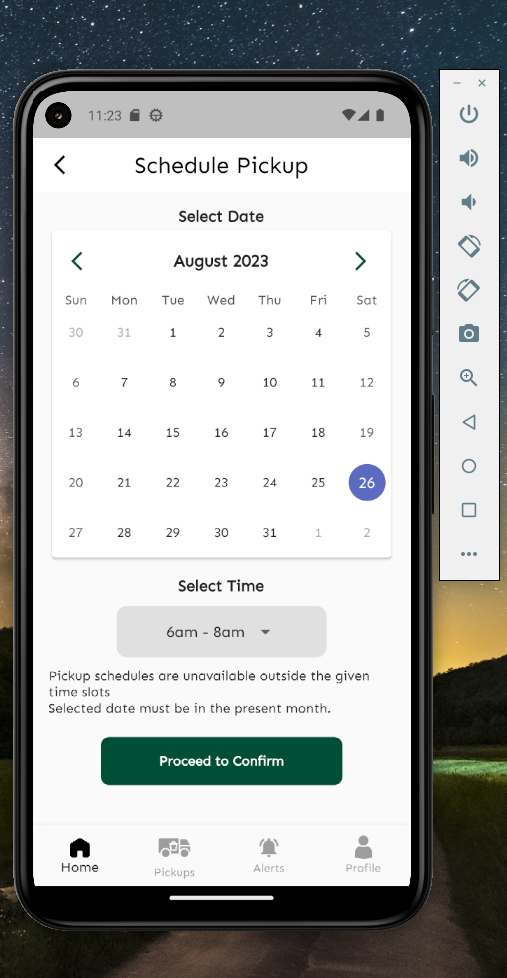 11:23
Schedule Pickup
Select Date
August 2023
Sun Mon Tue Wed Thu Fri Sat
30 31 1 2 3 4 5
6 7 8 9 10 11 12
13 14 15 16 17 18 19
20 21 22 23 24 25 26
27 28 29 30 31 1 2
Select Time
6am - 8am
Pickup schedules are unavailable outside the given
time slots
Selected date must be in the present month.
Proceed to Confirm
Home Pickups Alerts Profile